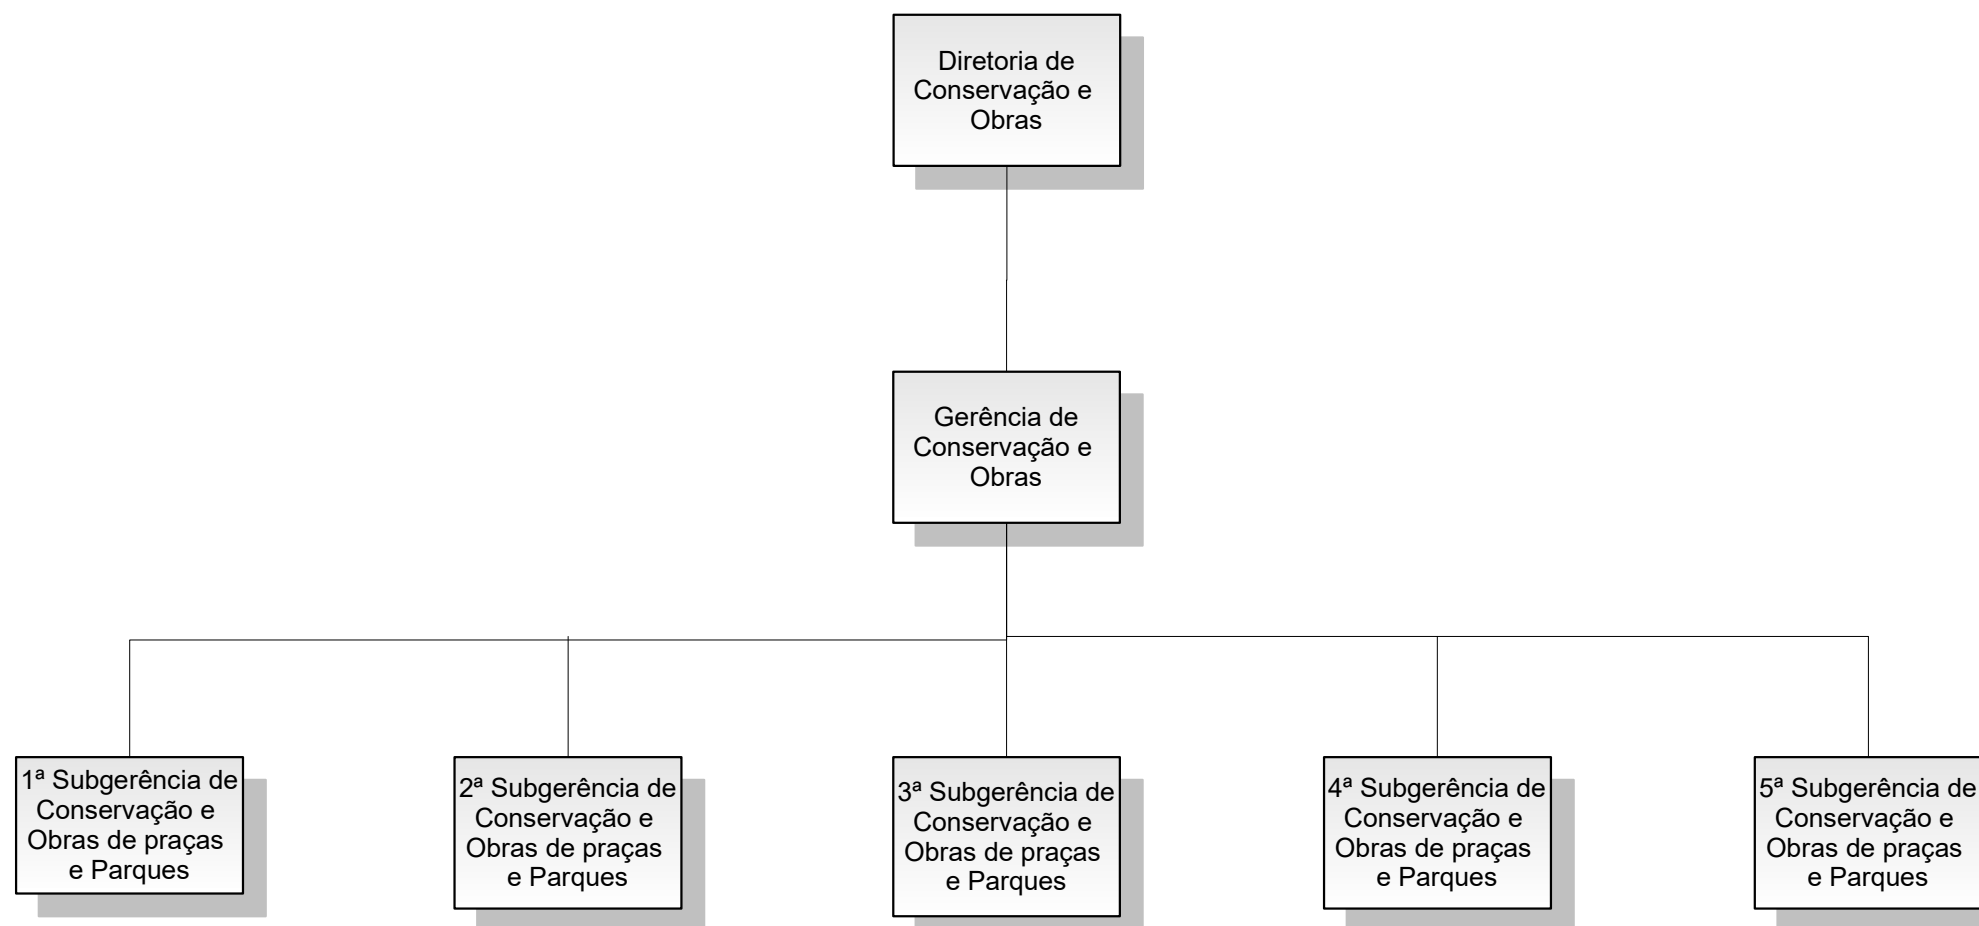 Diretoria de
Conservação e
Obras
Gerência de
Conservação e
Obras
1ª Subgerência de
Conservação e
Obras de praças
e Parques
2ª Subgerência de
Conservação e
Obras de praças
e Parques
3ª Subgerência de
Conservação e
Obras de praças
e Parques
4ª Subgerência de
Conservação e
Obras de praças
e Parques
5ª Subgerência de
Conservação e
Obras de praças
e Parques